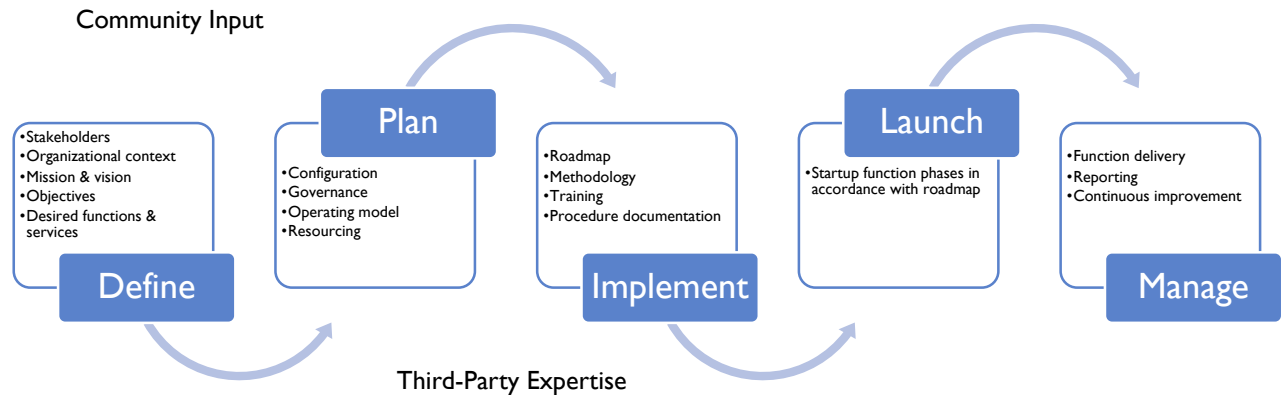 Community Input
•Stakeholders
•Organizational context
•Mission & vision
•Objectives
•Desired functions &
services
Define
Plan
•Configuration
•Governance
•Operating model
•Resourcing
•Roadmap
•Methodology
•Training
•Procedure documentation
Implement
Launch
•Startup function phases in
accordance with roadmap
•Function delivery
•Reporting
•Continuous improvement
Manage
Third-Party Expertise